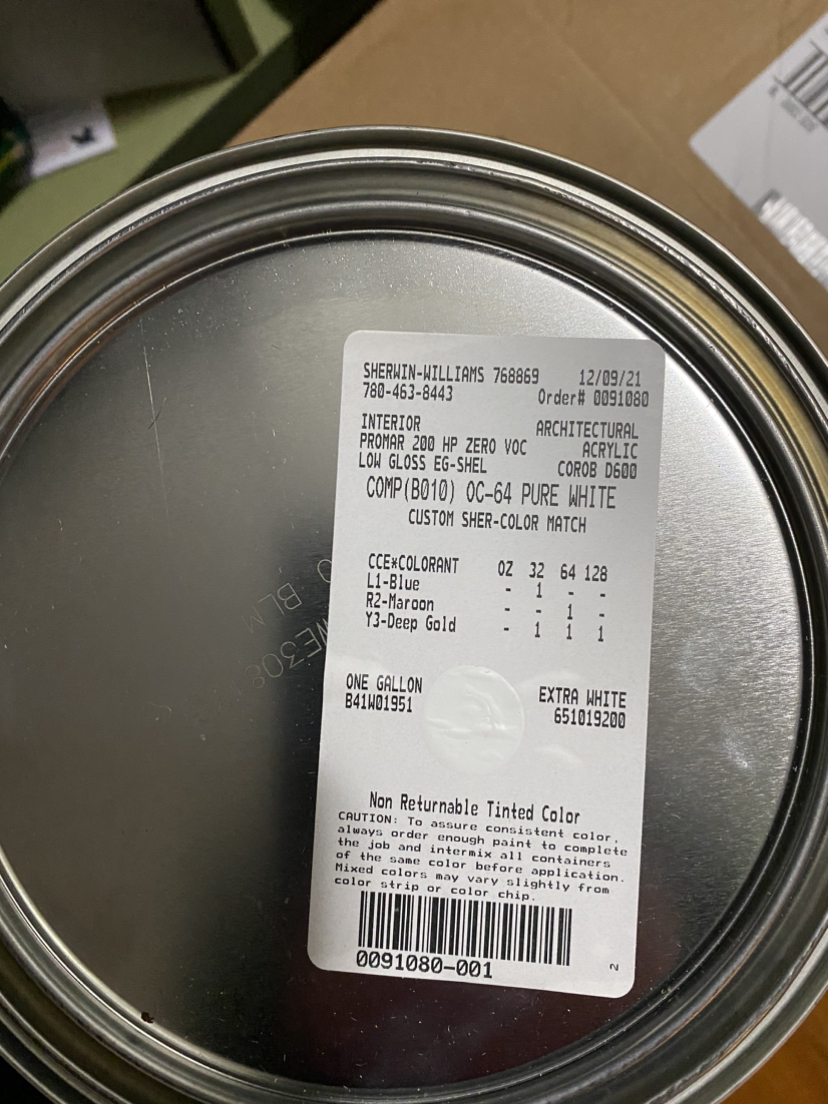 SHERWIN-WILLIAMS 768869 12/09/21
780-463-8443 Order# 0091080
INTERIOR ARCHITECTURAL
PROMAR 200 HP ZERO VOC ACRYLIC
LOW GLOSS EG-SHEL COROB D600
COMP(B010) OC-64 PURE WHITE
CUSTOM SHER-COLOR MATCH
CCE*COLORANT OZ 32 64 128
L1-Blue - 1 - -
R2-Maroon - - 1 -
Y3-Deep Gold - 1 1 1
ONE GALLON EXTRA WHITE
B41W01951 651019200
Non Returnable Tinted Color
CAUTION: To assure consistent color,
always order enough paint to complete
the job and intermix all containers
of the same color before application.
Mixed colors may vary slightly from
color strip or color chip.
0091080-001
2
BLM